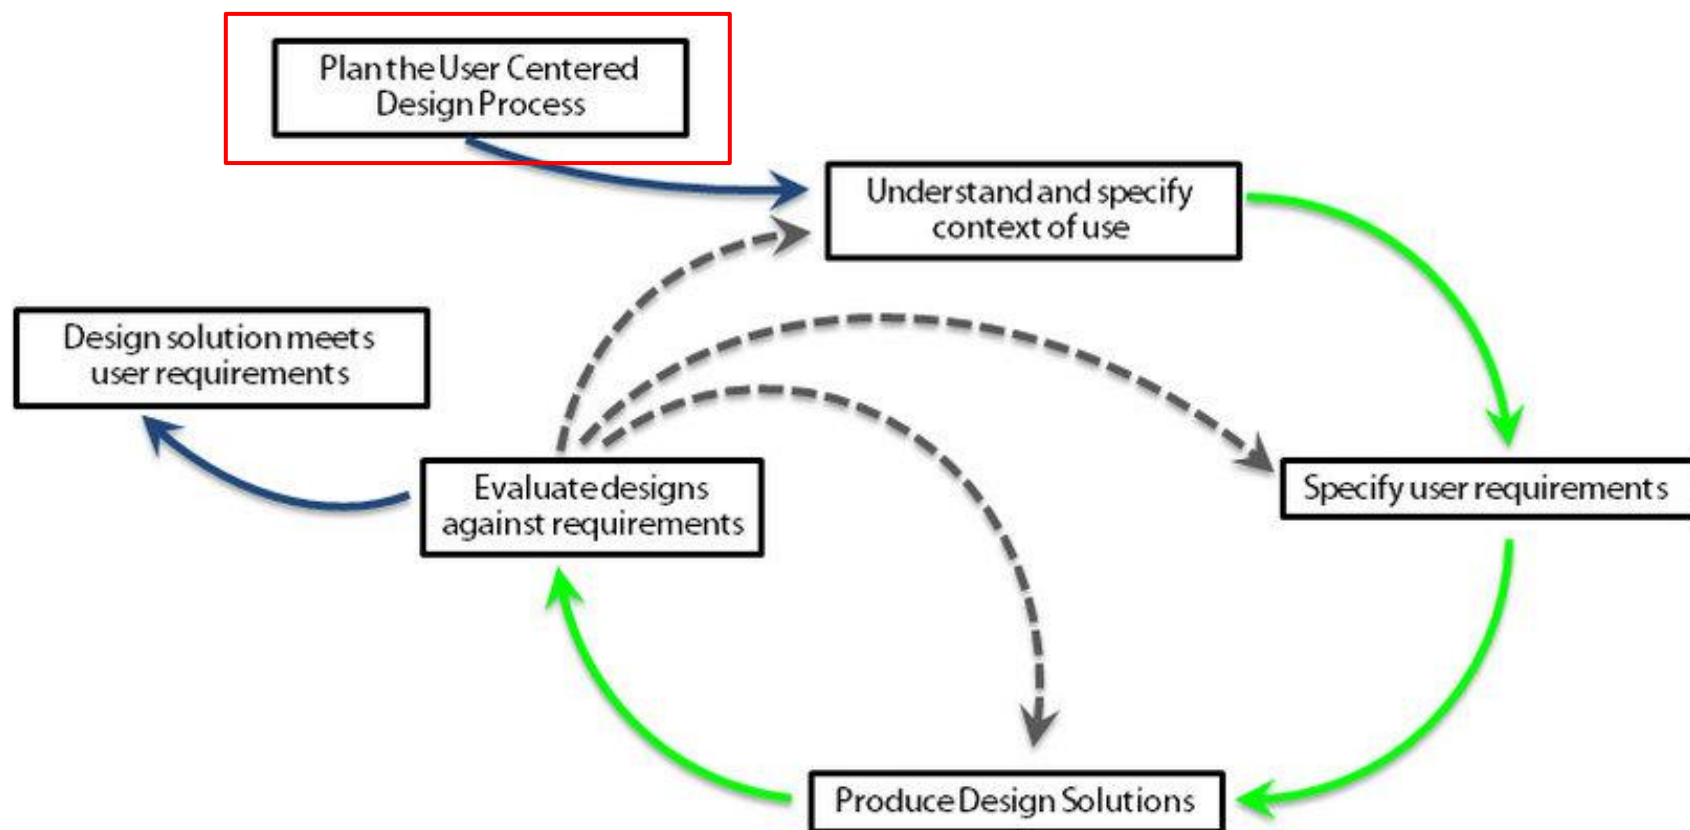 Plan the User Centered
Design Process
Understand and specify
context of use
Design solution meets
user requirements
Evaluate designs
against requirements
Specify user requirements
Produce Design Solutions